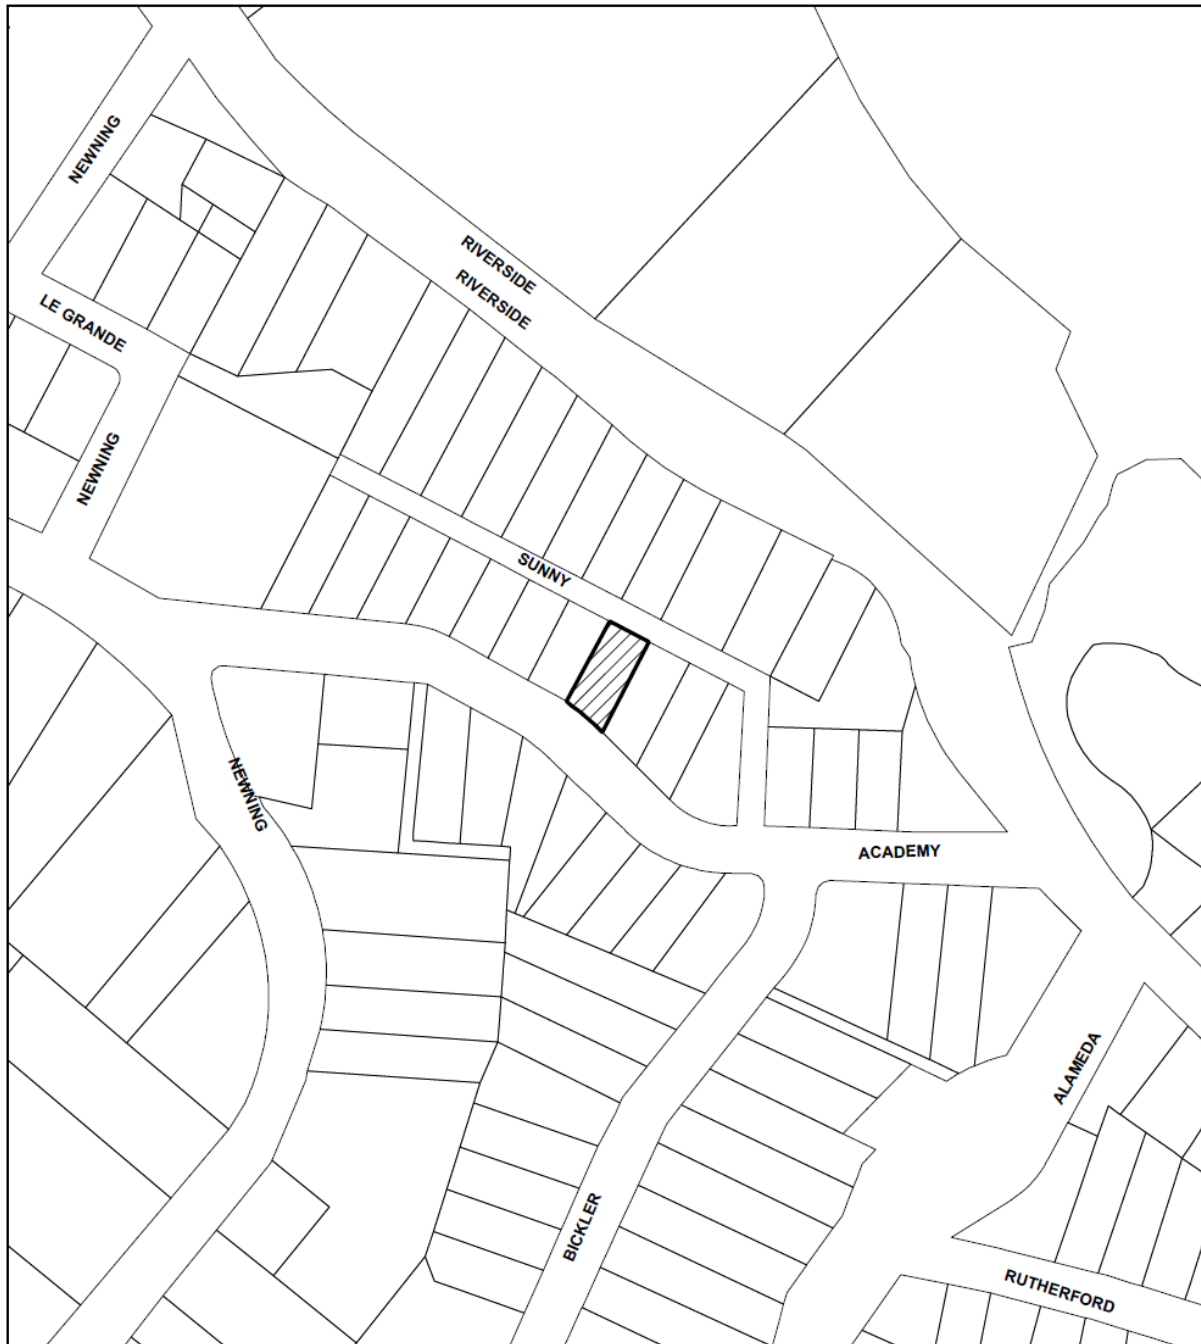 NEWNING
RIVERSIDE
RIVERSIDE
LE GRANDE
NEWNING
SUNNY
NEWNING
ACADEMY
ALAMEDA
BICKLER
RUTHERFORD